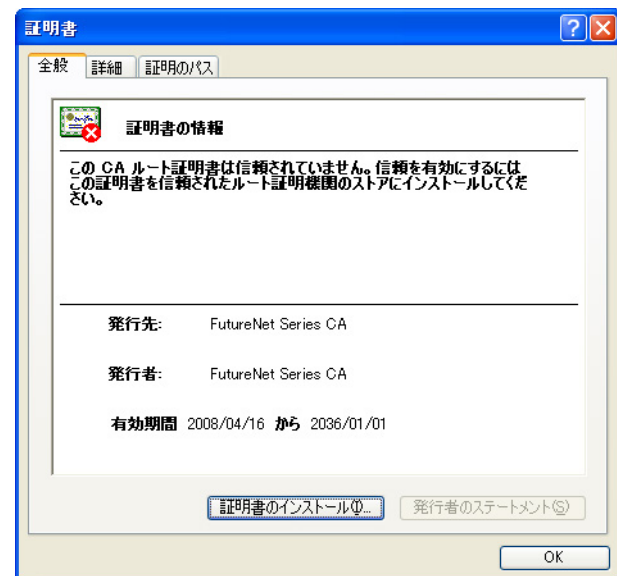 証明書
全般
詳細
証明のパス
証明書の情報
この CA ルート証明書は信頼されていません。信頼を有効にするには
この証明書を信頼されたルート証明機関のストアにインストールしてくだ
さい。
発行先: FutureNet Series CA
発行者: FutureNet Series CA
有効期間 2008/04/16 から 2036/01/01
証明書のインストール(I)...
発行者のステートメント(S)
OK